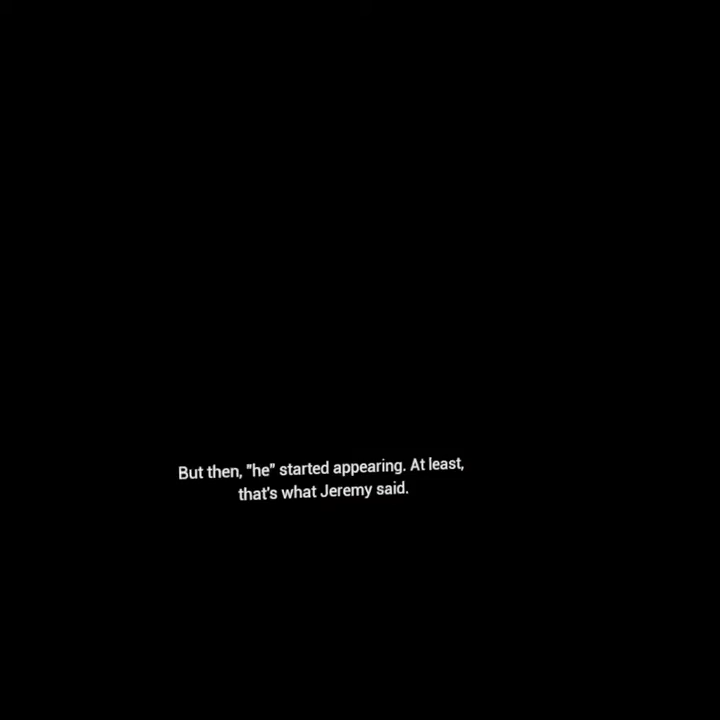 But then, "he" started appearing. At least,
that's what Jeremy said.